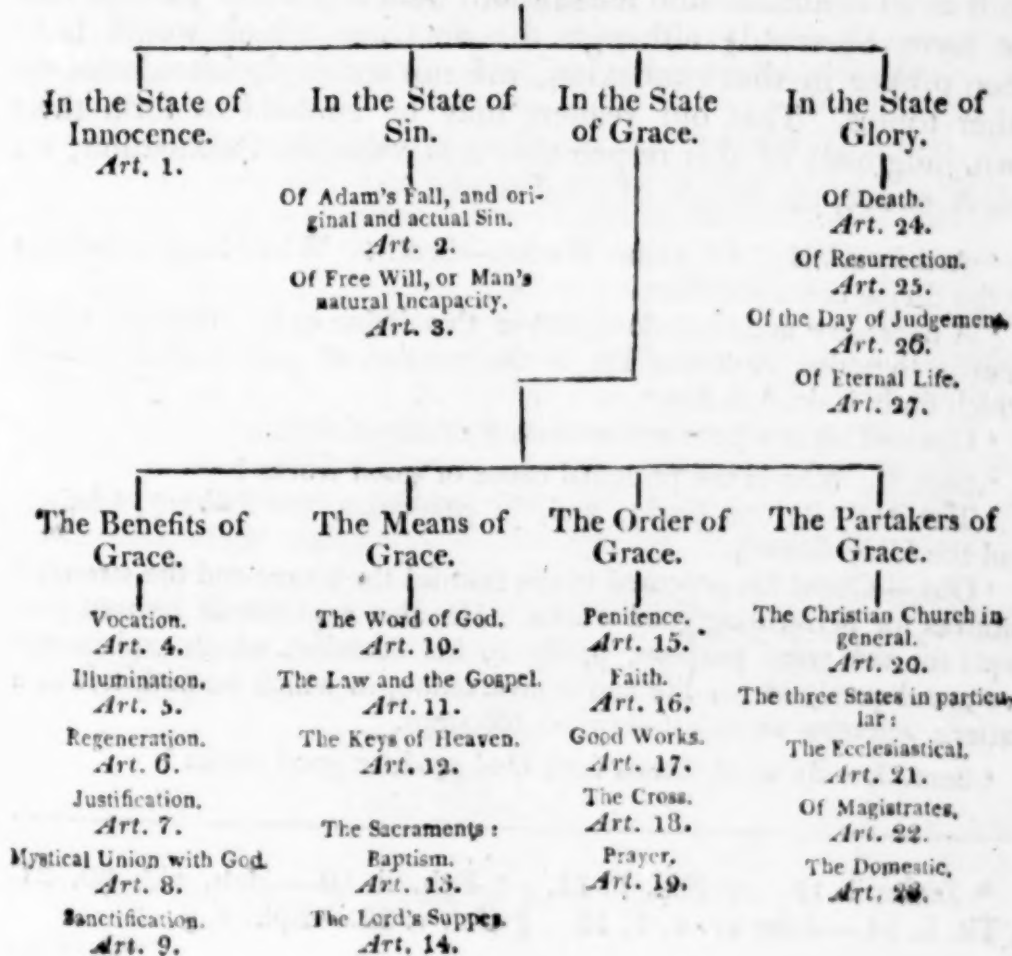 In the State of
Innocence.
Art. 1.
In the State of
Sin.
Of Adam's Fall, and ori-
ginal and actual Sin.
Art. 2.
Of Free Will, or Man's
natural Incapacity.
Art. 3.
In the State
of Grace.
In the State of
Glory.
Of Death.
Art. 24.
Of Resurrection.
Art. 25.
Of the Day of Judgement.
Art. 26.
Of Eternal Life.
Art. 27.
The Benefits of
Grace.
Vocation.
Art. 4.
Illumination.
Art. 5.
Regeneration.
Art. 6.
Justification.
Art. 7.
Mystical Union with God.
Art. 8.
Sanctification.
Art. 9.
The Means of
Grace.
The Word of God.
Art. 10.
The Law and the Gospel.
Art. 11.
The Keys of Heaven.
Art. 12.
The Sacraments:
Baptism.
Art. 13.
The Lord's Supper.
Art. 14.
The Order of
Grace.
Penitence.
Art. 15.
Faith.
Art. 16.
Good Works.
Art. 17.
The Cross.
Art. 18.
Prayer.
Art. 19.
The Partakers of
Grace.
The Christian Church in
general.
Art. 20.
The three States in particu-
lar:
The Ecclesiastical.
Art. 21.
Of Magistrates.
Art. 22.
The Domestic.
Art. 23.